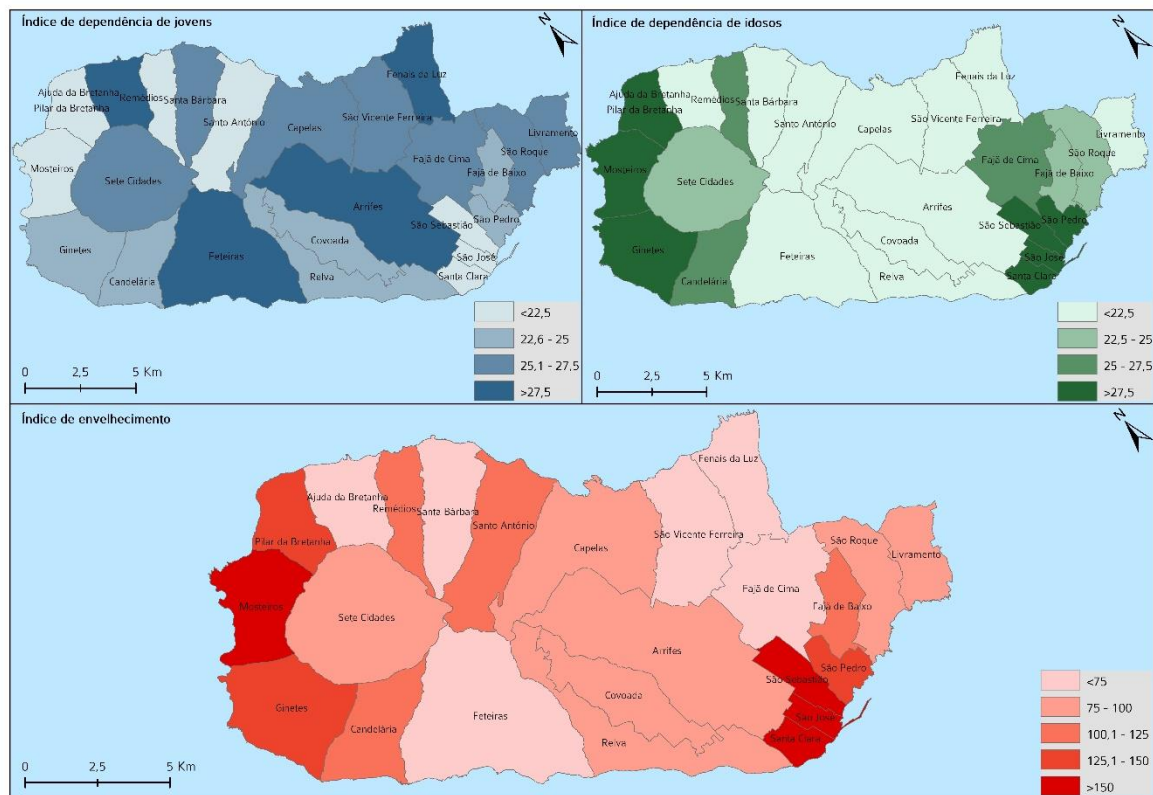 Índice de dependência de jovens
N
Fenais da Luz
Ajuda da Bretanha
Remédios
Santa Bárbara
Pilar da Bretanha
Santo António
Capelas
São Vicente Ferreira
Livramento
São Roque
Fajã de Cima
Fajã de Baixo
Mosteiros
Sete Cidades
Arrifes
São Pedro
São Sebastião
Covoada
Ginetes
São José
Feteiras
Santa Clara
Candelária
Relva
<22,5
22,6 - 25
25,1 - 27,5
>27,5
0 2,5 5 Km
Índice de dependência de idosos
N
Fenais da Luz
Ajuda da Bretanha
Remédios
Santa Bárbara
Pilar da Bretanha
Santo António
Capelas
São Vicente Ferreira
Livramento
São Roque
Fajã de Cima
Fajã de Baixo
Mosteiros
Sete Cidades
Arrifes
São Pedro
São Sebastião
Covoada
Ginetes
São José
Feteiras
Santa Clara
Relva
Candelária
<22,5
22,5 - 25
25 - 27,5
>27,5
0 2,5 5 Km
Índice de envelhecimento
N
Fenais da Luz
Ajuda da Bretanha
Remédios
Santa Bárbara
Santo António
São Vicente Ferreira
Pilar da Bretanha
Capelas
São Roque
Livramento
Fajã de Cima
Mosteiros
Fajã de Baixo
Sete Cidades
Arrifes
São Pedro
São Sebastião
Covoada
Ginetes
Feteiras
São José
Candelária
Santa Clara
Relva
<75
75 - 100
100,1 - 125
125,1 - 150
>150
0 2,5 5 Km